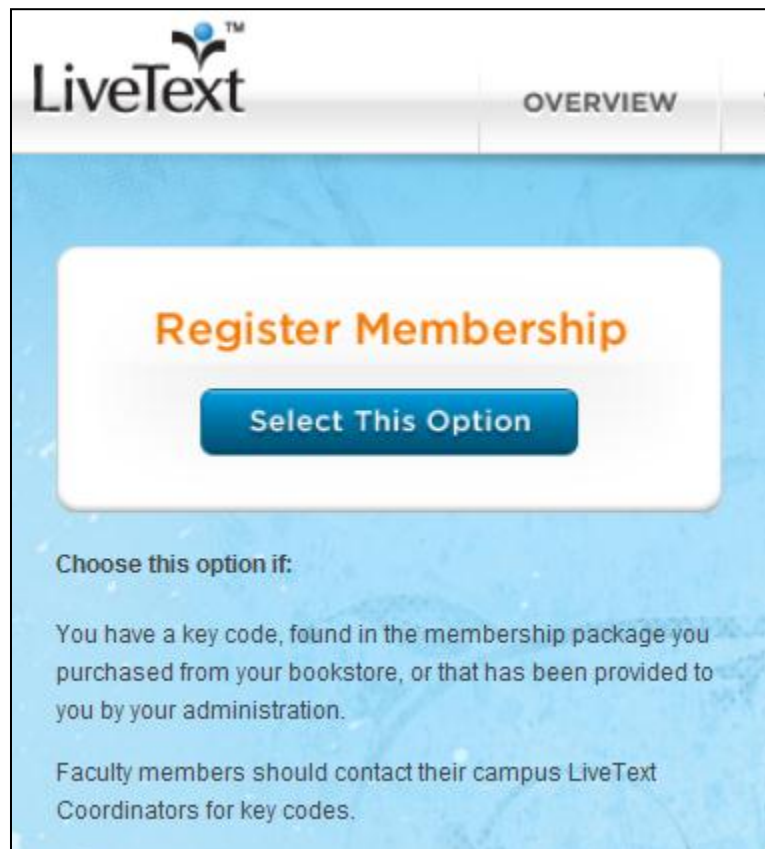 LiveText™
OVERVIEW
Register Membership
Select This Option
Choose this option if:
You have a key code, found in the membership package you
purchased from your bookstore, or that has been provided to
you by your administration.
Faculty members should contact their campus LiveText
Coordinators for key codes.